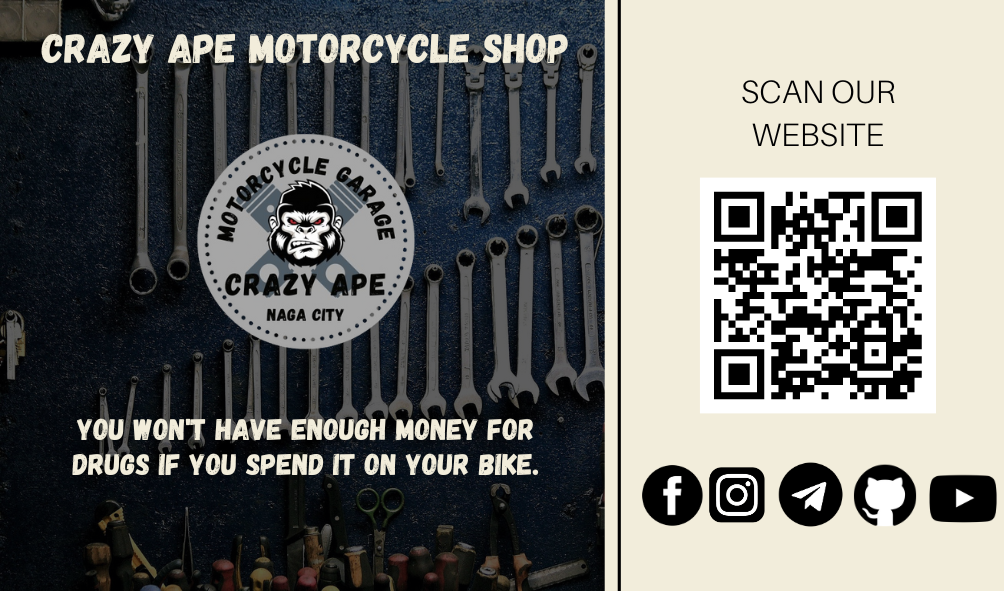 CRAZY APE MOTORCYCLE SHOP
MOTORCYCLE GARAGE
CRAZY APE
NAGA CITY
YOU WON'T HAVE ENOUGH MONEY FOR
DRUGS IF YOU SPEND IT ON YOUR BIKE.
SCAN OUR
WEBSITE